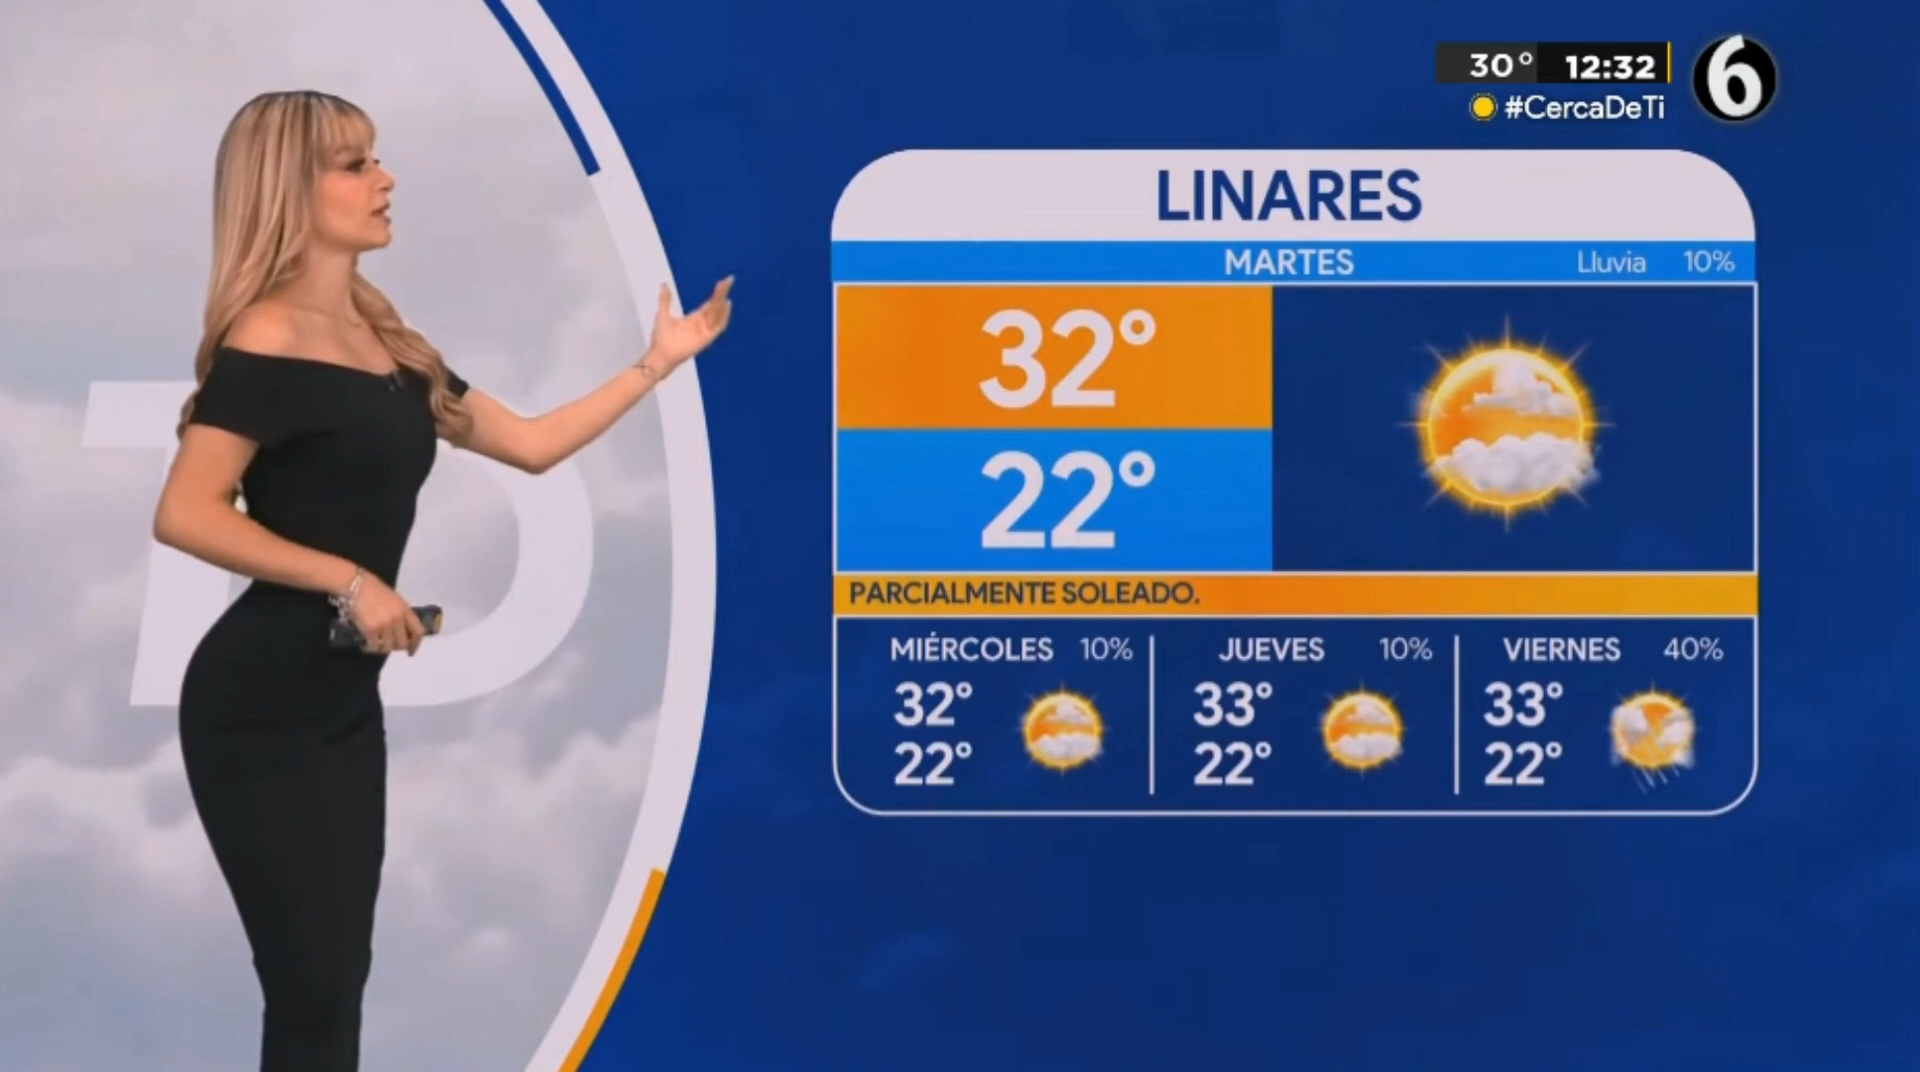 30° 12:32
6
#CercaDeTi
LINARES
MARTES Lluvia 10%
32°
22°
PARCIALMENTE SOLEADO.
MIÉRCOLES 10%
32°
22°
JUEVES 10%
33°
22°
VIERNES 40%
33°
22°